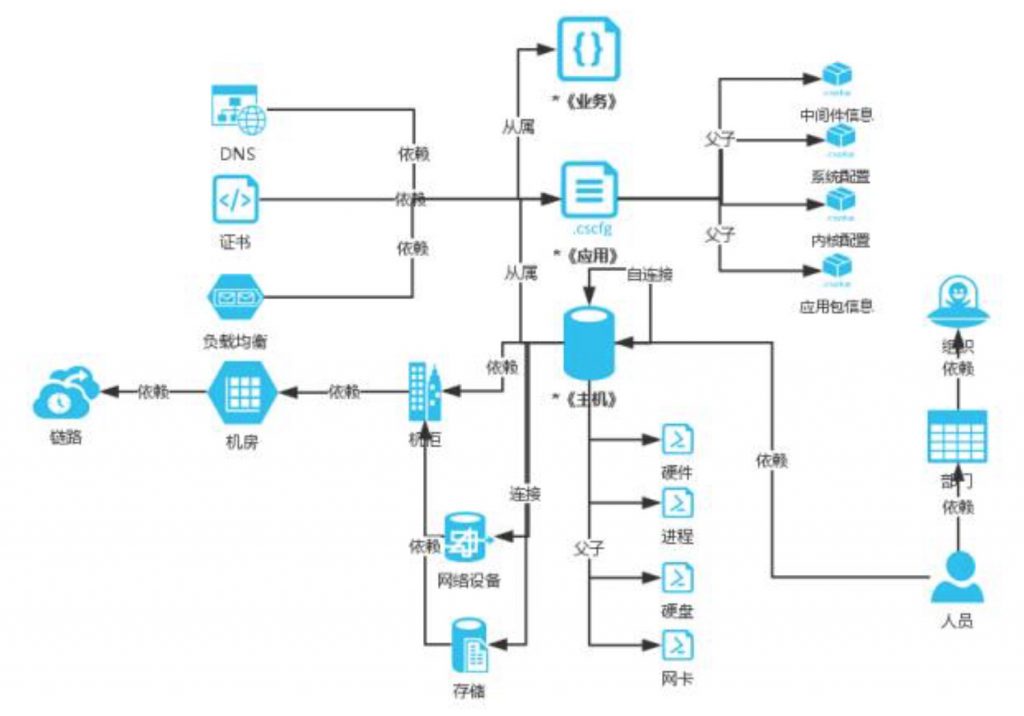 {}
*《业务》
从属
DNS
依赖
</>
证书
依赖
依赖
负载均衡
.cscfg
*《应用》
从属
父子
父子
中间件信息
系统配置
内核配置
应用包信息
自连接
*《主机》
依赖
链路
依赖
机房
依赖
机柜
连接
依赖
网络设备
存储
父子
硬件
进程
硬盘
网卡
依赖
组织
依赖
部门
依赖
人员